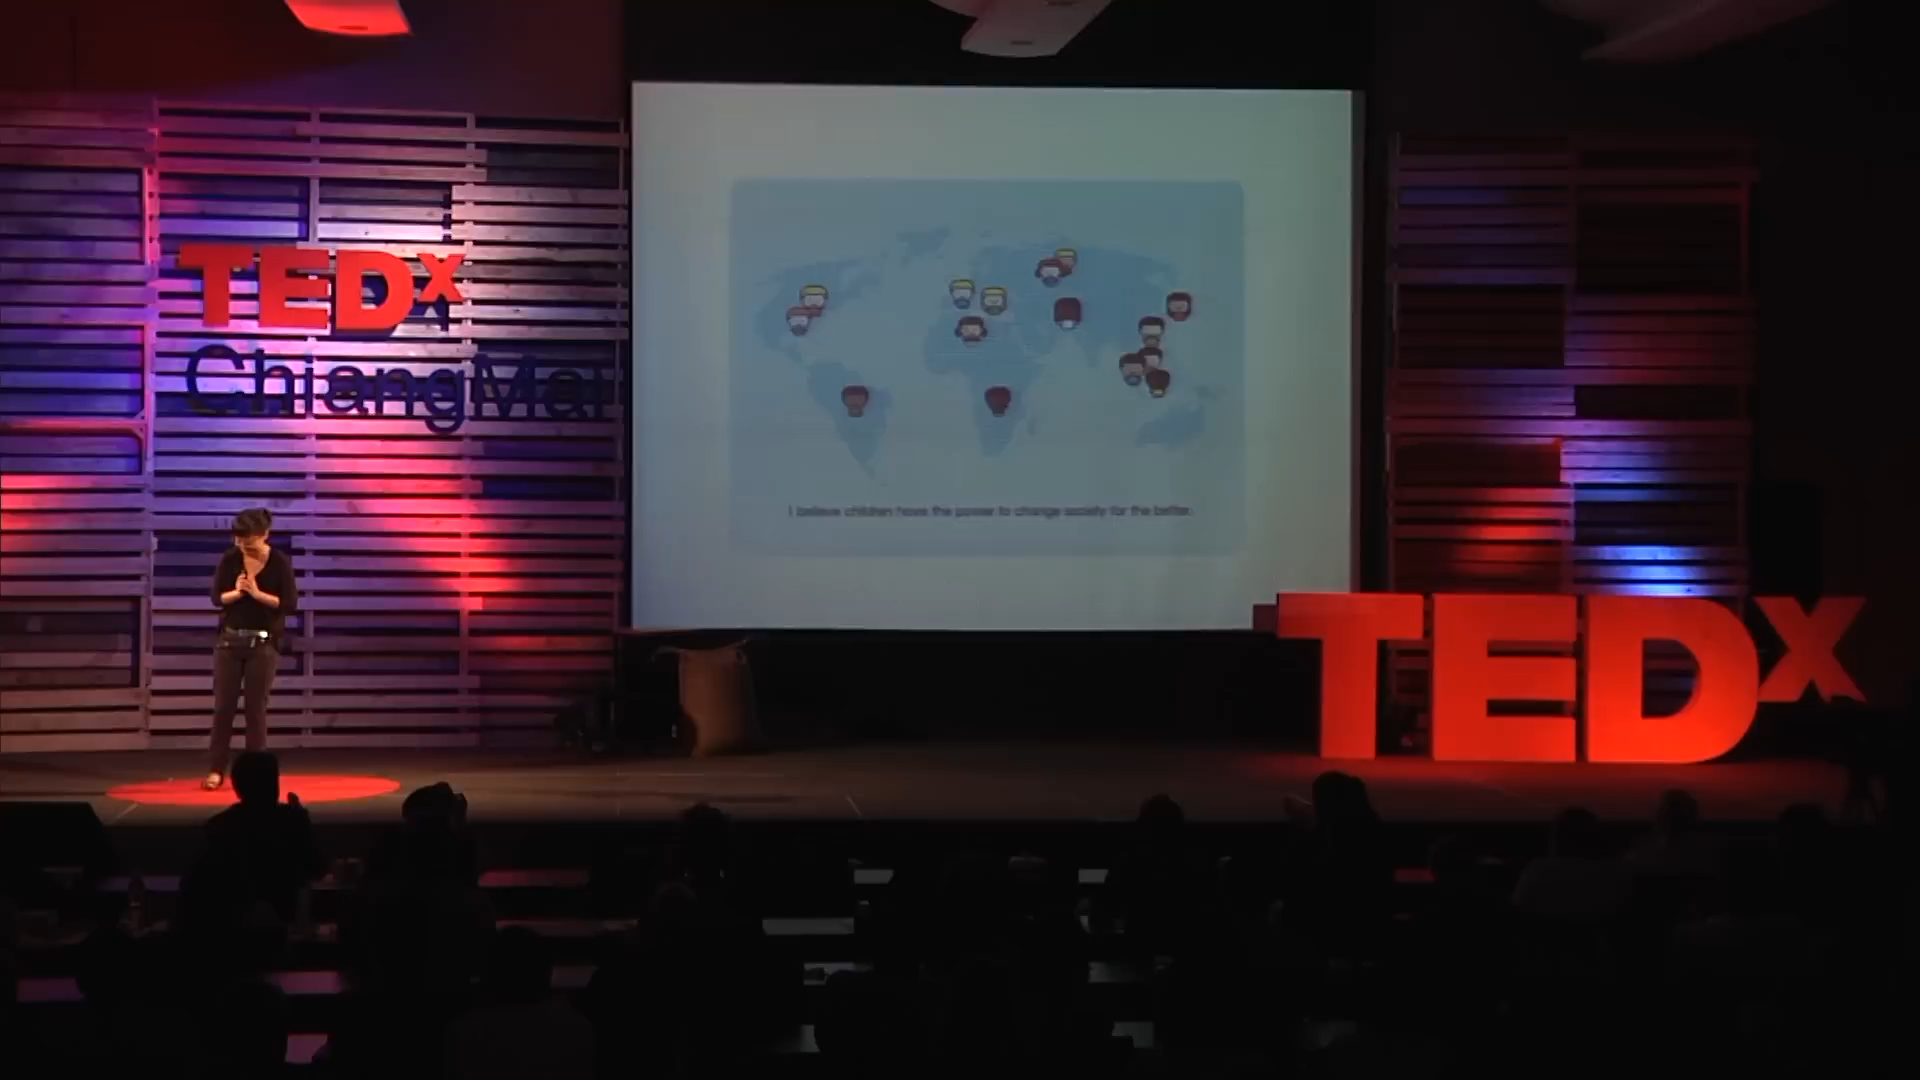 TEDx
ChiangMai
I believe children have the power to change society for the better.
TEDx